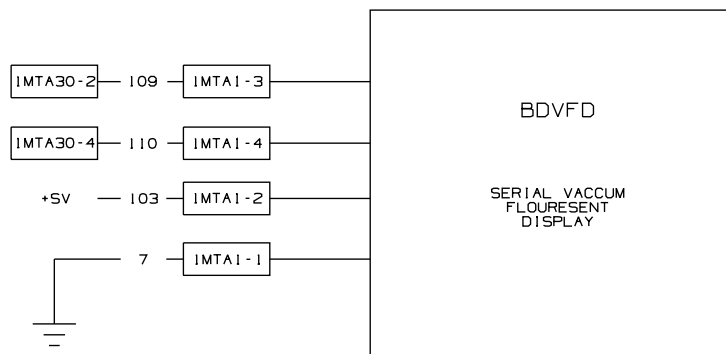 1MTA30-2 109 1MTA1-3
BDVFD
1MTA30-4 110 1MTA1-4
+5V 103 1MTA1-2
SERIAL VACCUM
FLOURESENT
DISPLAY
7 1MTA1-1